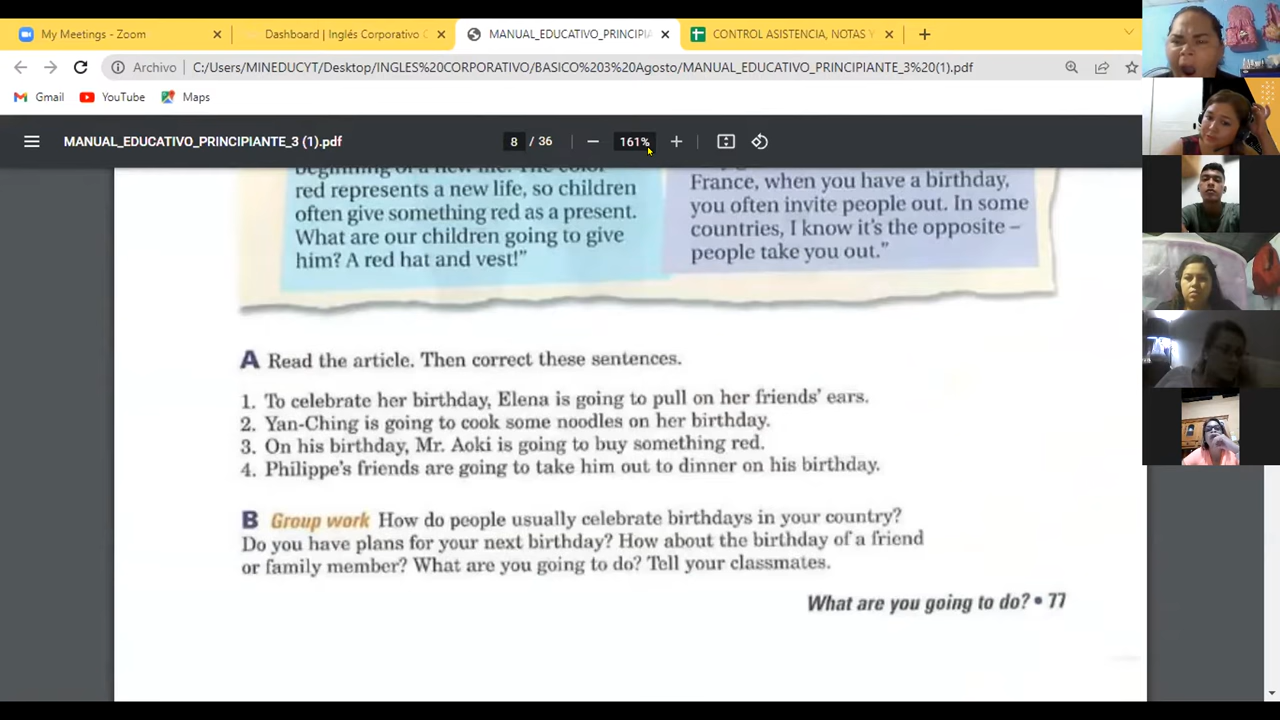 My Meetings - Zoom
Dashboard | Inglés Corporativo
MANUAL_EDUCATIVO_PRINCIPIA
CONTROL ASISTENCIA, NOTAS Y
Archivo
C:/Users/MINEDUCYT/Desktop/INGLES%20CORPORATIVO/BASICO%203%20Agosto/MANUAL_EDUCATIVO_PRINCIPIANTE_3%20(1).pdf
Gmail
YouTube
Maps
MANUAL_EDUCATIVO_PRINCIPIANTE_3 (1).pdf
8 / 36
161%
beginning of a new life. The color
red represents a new life, so children
often give something red as a present.
What are our children going to give
him? A red hat and vest!"
France, when you have a birthday,
you often invite people out. In some
countries, I know it's the opposite –
people take you out."
A Read the article. Then correct these sentences.
1. To celebrate her birthday, Elena is going to pull on her friends' ears.
2. Yan-Ching is going to cook some noodles on her birthday.
3. On his birthday, Mr. Aoki is going to buy something red.
4. Philippe's friends are going to take him out to dinner on his birthday.
B Group work How do people usually celebrate birthdays in your country?
Do you have plans for your next birthday? How about the birthday of a friend
or family member? What are you going to do? Tell your classmates.
What are you going to do? • 77